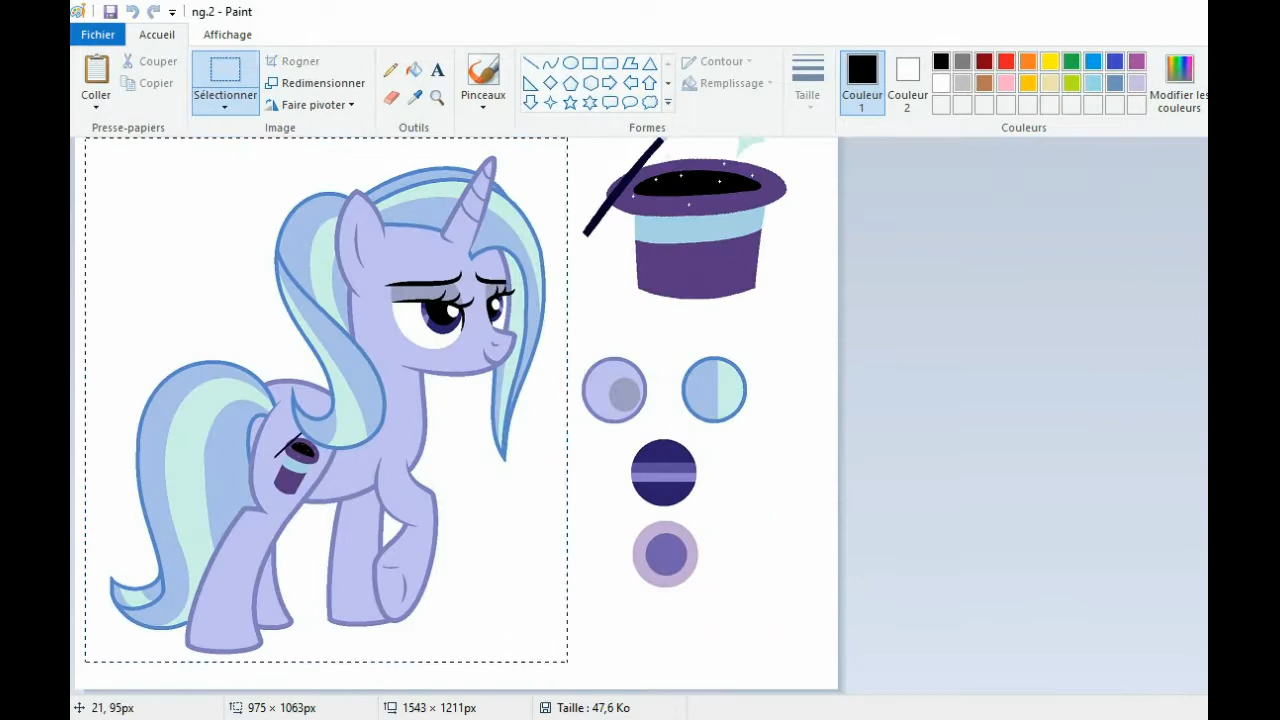 ng.2 - Paint
Fichier Accueil Affichage
Coller
Couper
Copier
Presse-papiers
Sélectionner
Rogner
Redimensionner
Faire pivoter
Image
A
Outils
Pinceaux
Contour
Remplissage
Formes
Taille
Couleur
1
Couleur
2
Modifier les
couleurs
Couleurs
21, 95px 975 × 1063px 1543 × 1211px Taille : 47,6 Ko